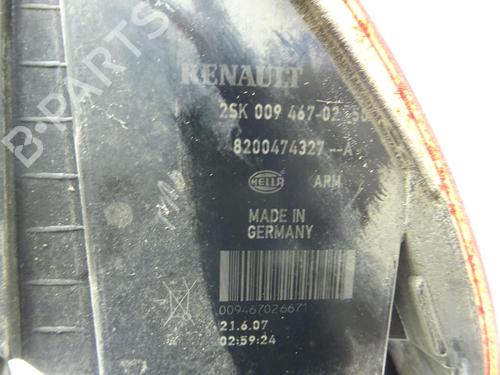 B-PARTS
RENAULT
2SK 009 467-02 50
8200474327--A
HELLA ARM
MADE IN
GERMANY
009467026671
21.6.07
02:59:24